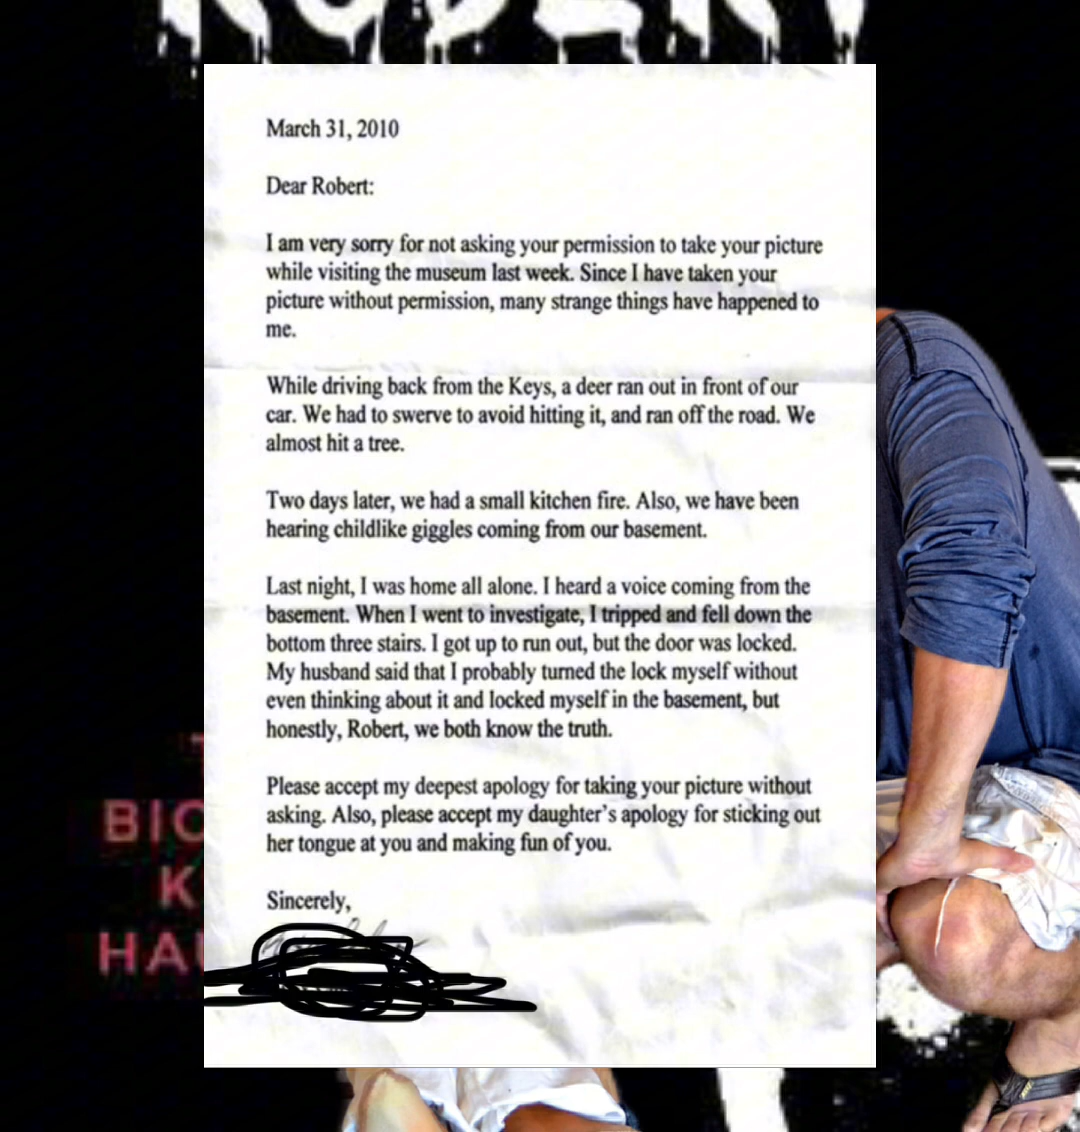 March 31, 2010
Dear Robert:
I am very sorry for not asking your permission to take your picture
while visiting the museum last week. Since I have taken your
picture without permission, many strange things have happened to
me.
While driving back from the Keys, a deer ran out in front of our
car. We had to swerve to avoid hitting it, and ran off the road. We
almost hit a tree.
Two days later, we had a small kitchen fire. Also, we have been
hearing childlike giggles coming from our basement.
Last night, I was home all alone. I heard a voice coming from the
basement. When I went to investigate, I tripped and fell down the
bottom three stairs. I got up to run out, but the door was locked.
My husband said that I probably turned the lock myself without
even thinking about it and locked myself in the basement, but
honestly, Robert, we both know the truth.
Please accept my deepest apology for taking your picture without
asking. Also, please accept my daughter's apology for sticking out
her tongue at you and making fun of you.
Sincerely,